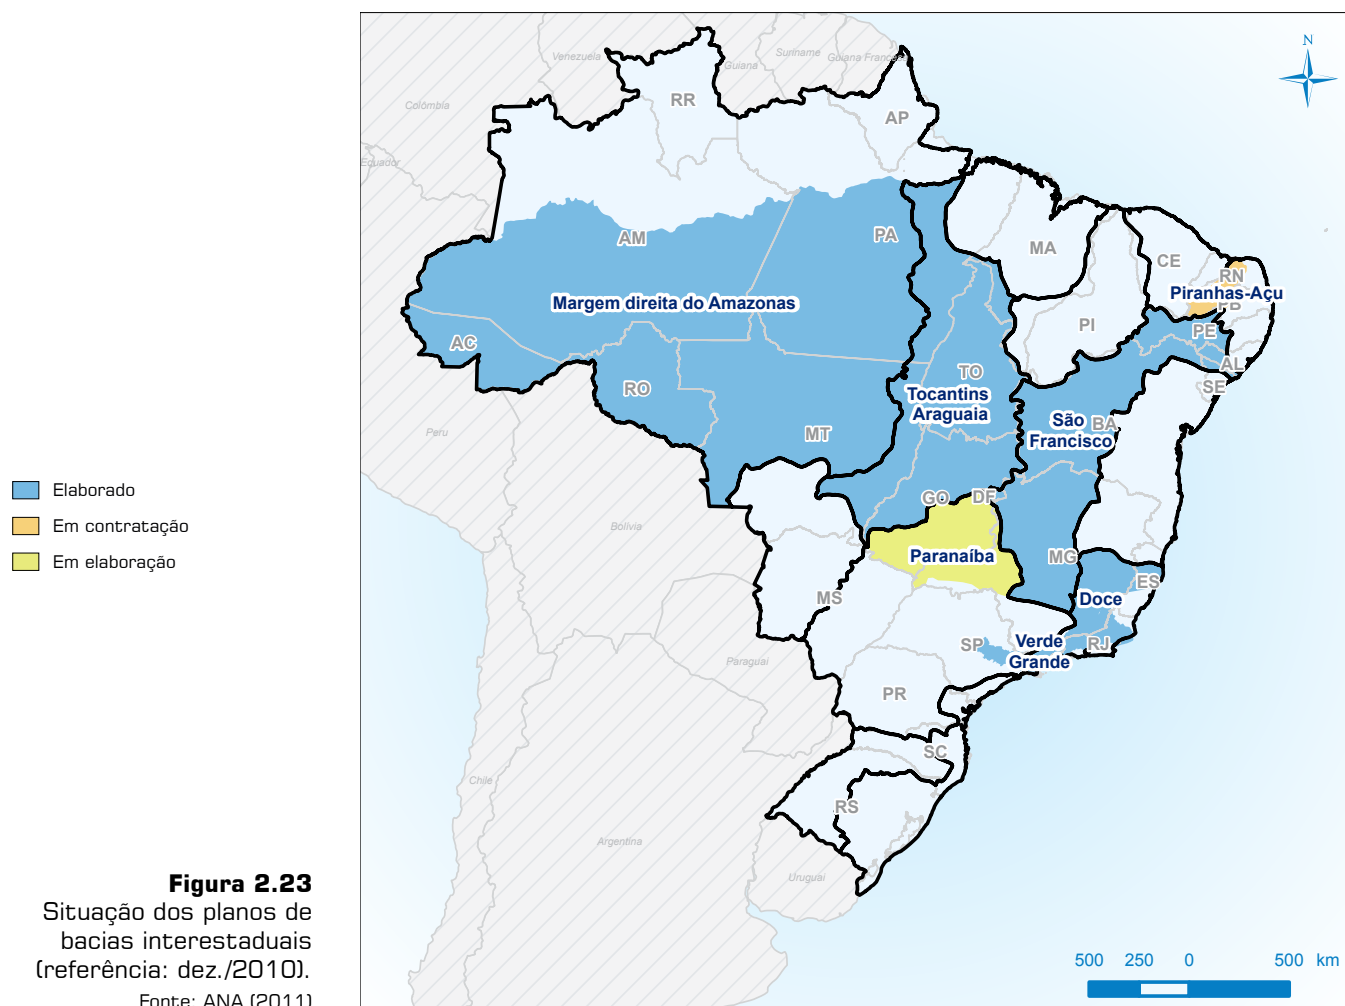 N
Venezuela
Suriname
Guiana
Guiana Francesa
Colômbia
Equador
RR
AP
AM
PA
MA
CE
RN
Piranhas-Açu
PB
Margem direita do Amazonas
PI
PE
AC
RO
TO
AL
SE
Tocantins
Araguaia
São
Francisco
BA
MT
Peru
GO
DF
Elaborado
Em contratação
Em elaboração
Bolívia
Paranaíba
MG
ES
MS
Doce
SP
Verde
Grande
RJ
Paraguai
PR
SC
Chile
RS
Argentina
Uruguai
Figura 2.23
Situação dos planos de
bacias interestaduais
(referência: dez./2010).
Fonte: ANA (2011)
500 250 0 500 km